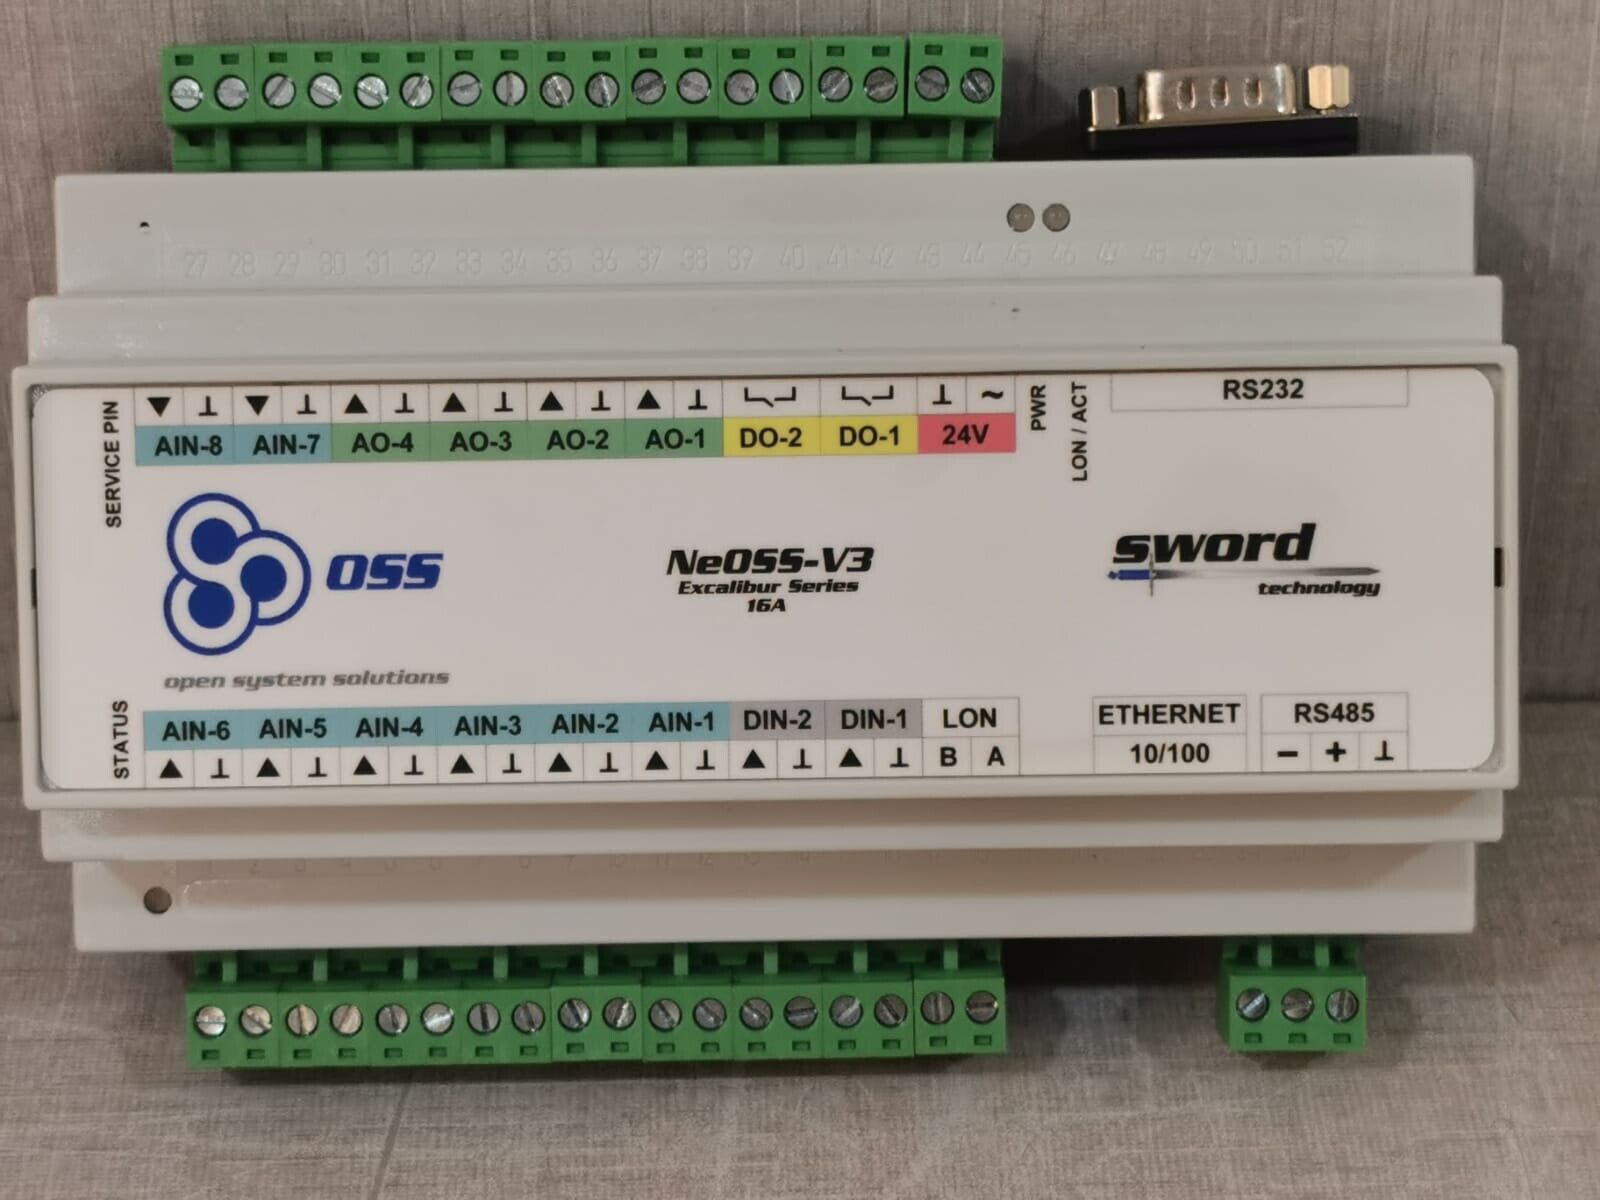 27 28 29 30 31 32 33 34 35 36 37 38 39 40 41 42 43 44 45 46 47 48 49 50 51 52
SERVICE PIN
AIN-8 AIN-7 AO-4 AO-3 AO-2 AO-1 DO-2 DO-1 24V
~
PWR
LON / ACT
RS232
OSS
open system solutions
NeOSS-V3
Excalibur Series
16A
sword
technology
STATUS
AIN-6 AIN-5 AIN-4 AIN-3 AIN-2 AIN-1 DIN-2 DIN-1 LON
B A
ETHERNET
10/100
RS485
- +